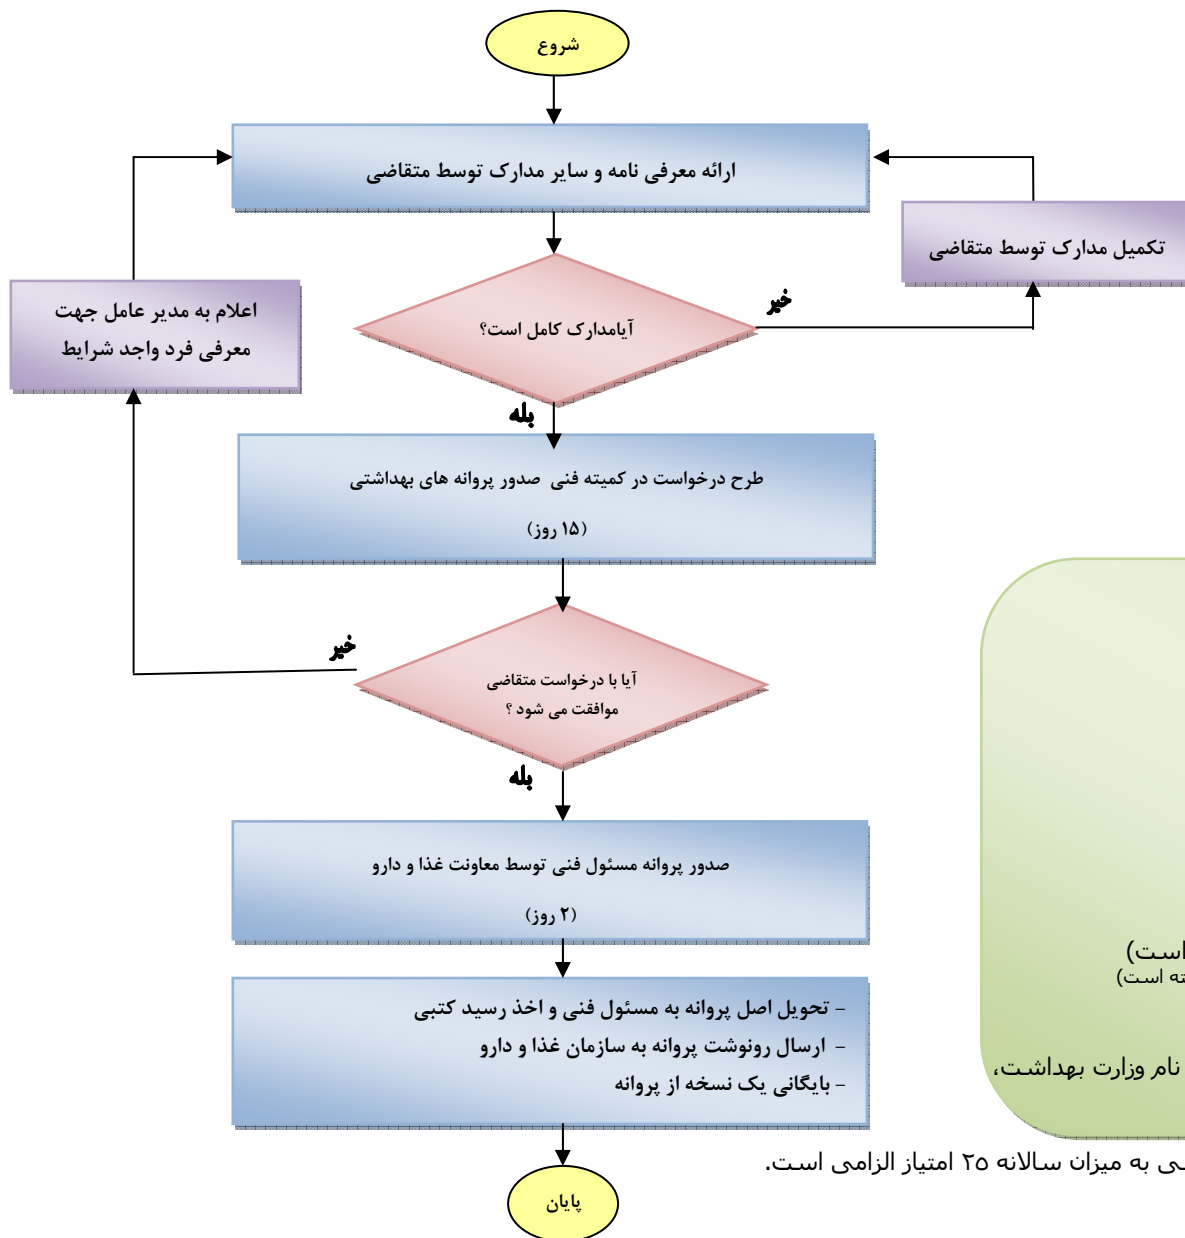 شروع
ارائه معرفی نامه و سایر مدارک توسط متقاضی
تکمیل مدارک توسط متقاضی
اعلام به مدیر عامل جهت
معرفی فرد واجد شرایط
آیامدارک کامل است؟
خیر
بله
طرح درخواست در کمیته فنی صدور پروانه های بهداشتی
(۱۵ روز)
خیر
آیا با درخواست متقاضی
موافقت می شود ؟
بله
صدور پروانه مسئول فنی توسط معاونت غذا و دارو
(۲ روز)
است)
است)
- تحویل اصل پروانه به مسئول فنی و اخذ رسید کتبی
- ارسال رونوشت پروانه به سازمان غذا و دارو
- بایگانی یک نسخه از پروانه
نام وزارت بهداشت،
به میزان سالانه ۲۵ امتیاز الزامی است.
پایان